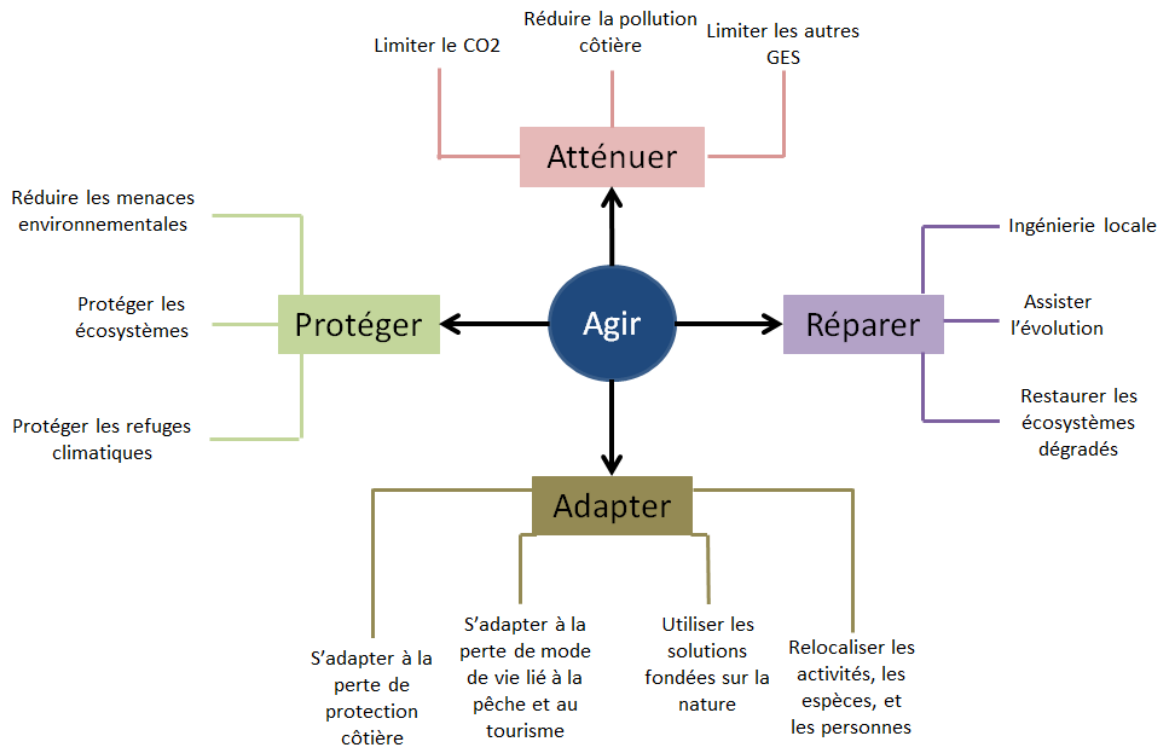 Limiter le CO2
Réduire la pollution
côtière
Limiter les autres
GES
Atténuer
Réduire les menaces
environnementales
Protéger les
écosystèmes
Protéger les refuges
climatiques
Protéger
Agir
Réparer
Ingénierie locale
Assister
l’évolution
Restaurer les
écosystèmes
dégradés
Adapter
S’adapter à la
perte de
protection
côtière
S’adapter à la
perte de mode
de vie lié à la
pêche et au
tourisme
Utiliser les
solutions
fondées sur la
nature
Relocaliser les
activités, les
espèces, et
les personnes